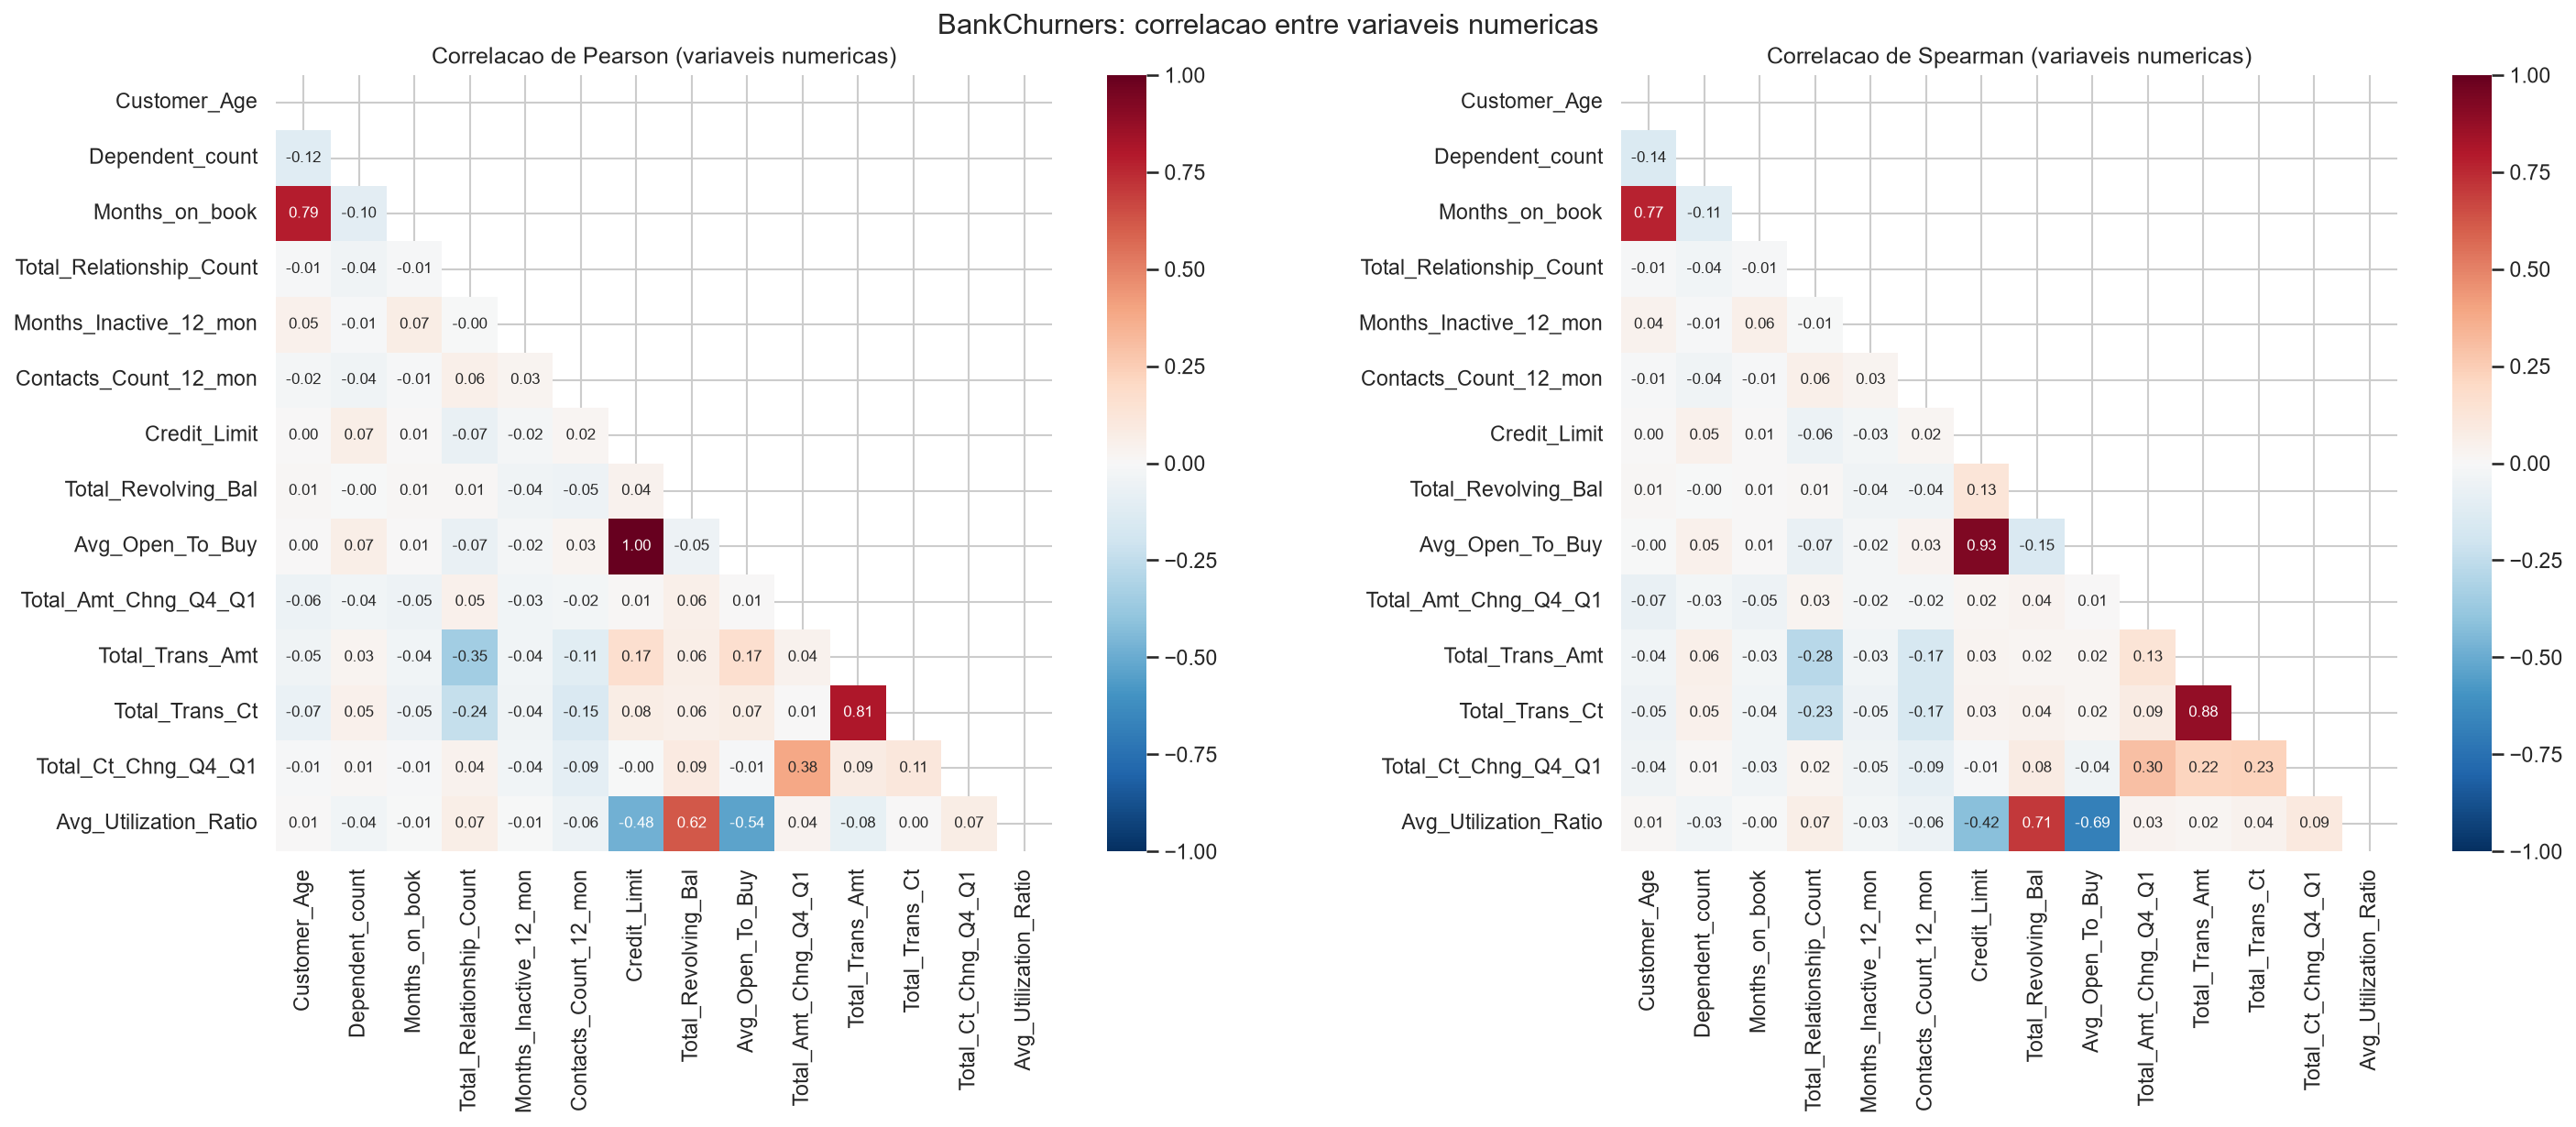 BankChurners: correlacao entre variaveis numericas
Correlacao de Pearson (variaveis numericas)
Customer_Age
Dependent_count -0.12
Months_on_book 0.79 -0.10
Total_Relationship_Count -0.01 -0.04 -0.01
Months_Inactive_12_mon 0.05 -0.01 0.07 -0.00
Contacts_Count_12_mon -0.02 -0.04 -0.01 0.06 0.03
Credit_Limit 0.00 0.07 0.01 -0.07 -0.02 0.02
Total_Revolving_Bal 0.01 -0.00 0.01 0.01 -0.04 -0.05 0.04
Avg_Open_To_Buy 0.00 0.07 0.01 -0.07 -0.02 0.03 1.00 -0.05
Total_Amt_Chng_Q4_Q1 -0.06 -0.04 -0.05 0.05 -0.03 -0.02 0.01 0.06 0.01
Total_Trans_Amt -0.05 0.03 -0.04 -0.35 -0.04 -0.11 0.17 0.06 0.17 0.04
Total_Trans_Ct -0.07 0.05 -0.05 -0.24 -0.04 -0.15 0.08 0.06 0.07 0.01 0.81
Total_Ct_Chng_Q4_Q1 -0.01 0.01 -0.01 0.04 -0.04 -0.09 -0.00 0.09 -0.01 0.38 0.09 0.11
Avg_Utilization_Ratio 0.01 -0.04 -0.01 0.07 -0.01 -0.06 -0.48 0.62 -0.54 0.04 -0.08 0.00 0.07
Customer_Age
Dependent_count
Months_on_book
Total_Relationship_Count
Months_Inactive_12_mon
Contacts_Count_12_mon
Credit_Limit
Total_Revolving_Bal
Avg_Open_To_Buy
Total_Amt_Chng_Q4_Q1
Total_Trans_Amt
Total_Trans_Ct
Total_Ct_Chng_Q4_Q1
Avg_Utilization_Ratio
1.00
0.75
0.50
0.25
0.00
−0.25
−0.50
−0.75
−1.00
Correlacao de Spearman (variaveis numericas)
Customer_Age
Dependent_count -0.14
Months_on_book 0.77 -0.11
Total_Relationship_Count -0.01 -0.04 -0.01
Months_Inactive_12_mon 0.04 -0.01 0.06 -0.01
Contacts_Count_12_mon -0.01 -0.04 -0.01 0.06 0.03
Credit_Limit 0.00 0.05 0.01 -0.06 -0.03 0.02
Total_Revolving_Bal 0.01 -0.00 0.01 0.01 -0.04 -0.04 0.13
Avg_Open_To_Buy -0.00 0.05 0.01 -0.07 -0.02 0.03 0.93 -0.15
Total_Amt_Chng_Q4_Q1 -0.07 -0.03 -0.05 0.03 -0.02 -0.02 0.02 0.04 0.01
Total_Trans_Amt -0.04 0.06 -0.03 -0.28 -0.03 -0.17 0.03 0.02 0.02 0.13
Total_Trans_Ct -0.05 0.05 -0.04 -0.23 -0.05 -0.17 0.03 0.04 0.02 0.09 0.88
Total_Ct_Chng_Q4_Q1 -0.04 0.01 -0.03 0.02 -0.05 -0.09 -0.01 0.08 -0.04 0.30 0.22 0.23
Avg_Utilization_Ratio 0.01 -0.03 -0.00 0.07 -0.03 -0.06 -0.42 0.71 -0.69 0.03 0.02 0.04 0.09
Customer_Age
Dependent_count
Months_on_book
Total_Relationship_Count
Months_Inactive_12_mon
Contacts_Count_12_mon
Credit_Limit
Total_Revolving_Bal
Avg_Open_To_Buy
Total_Amt_Chng_Q4_Q1
Total_Trans_Amt
Total_Trans_Ct
Total_Ct_Chng_Q4_Q1
Avg_Utilization_Ratio
1.00
0.75
0.50
0.25
0.00
−0.25
−0.50
−0.75
−1.00